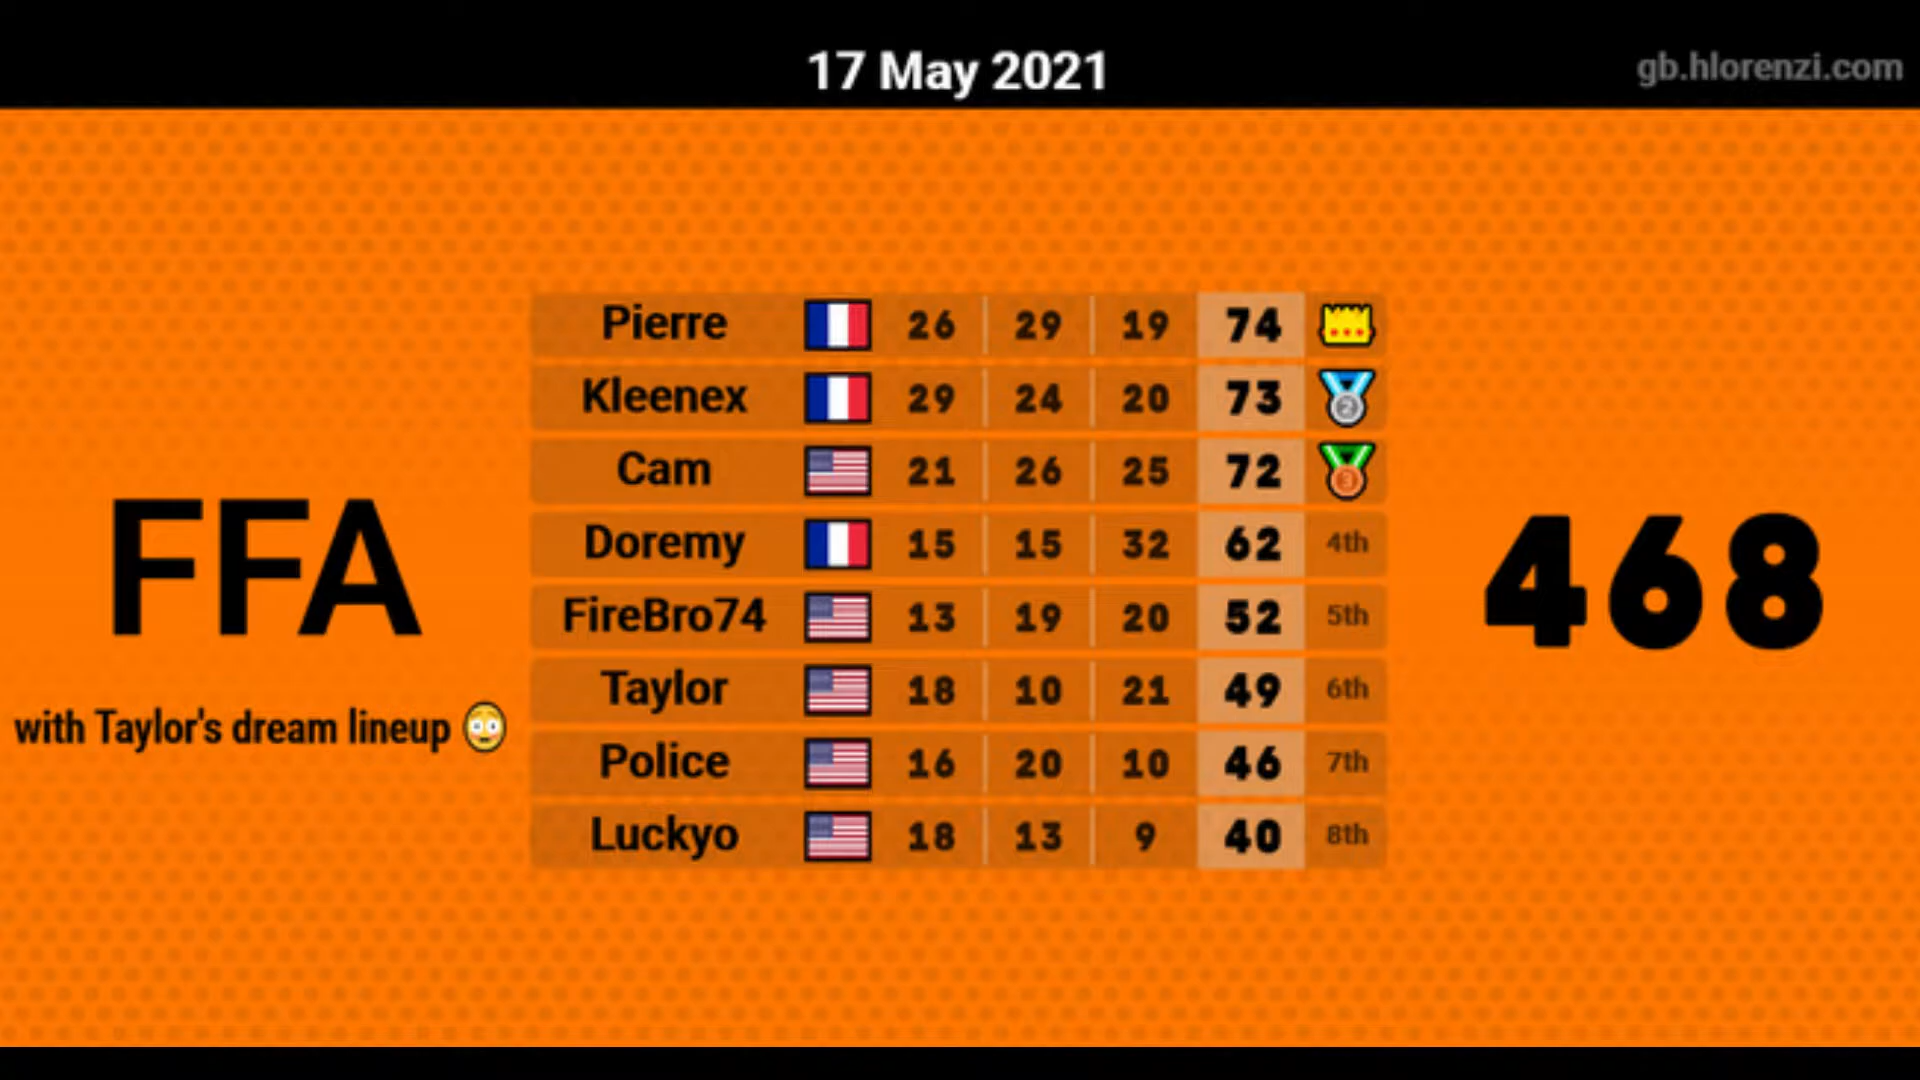 17 May 2021
gb.hlorenzi.com
FFA
with Taylor's dream lineup 😳
Pierre 26 29 19 74
Kleenex 29 24 20 73 2
Cam 21 26 25 72 3
Doremy 15 15 32 62 4th
FireBro74 13 19 20 52 5th
Taylor 18 10 21 49 6th
Police 16 20 10 46 7th
Luckyo 18 13 9 40 8th
468